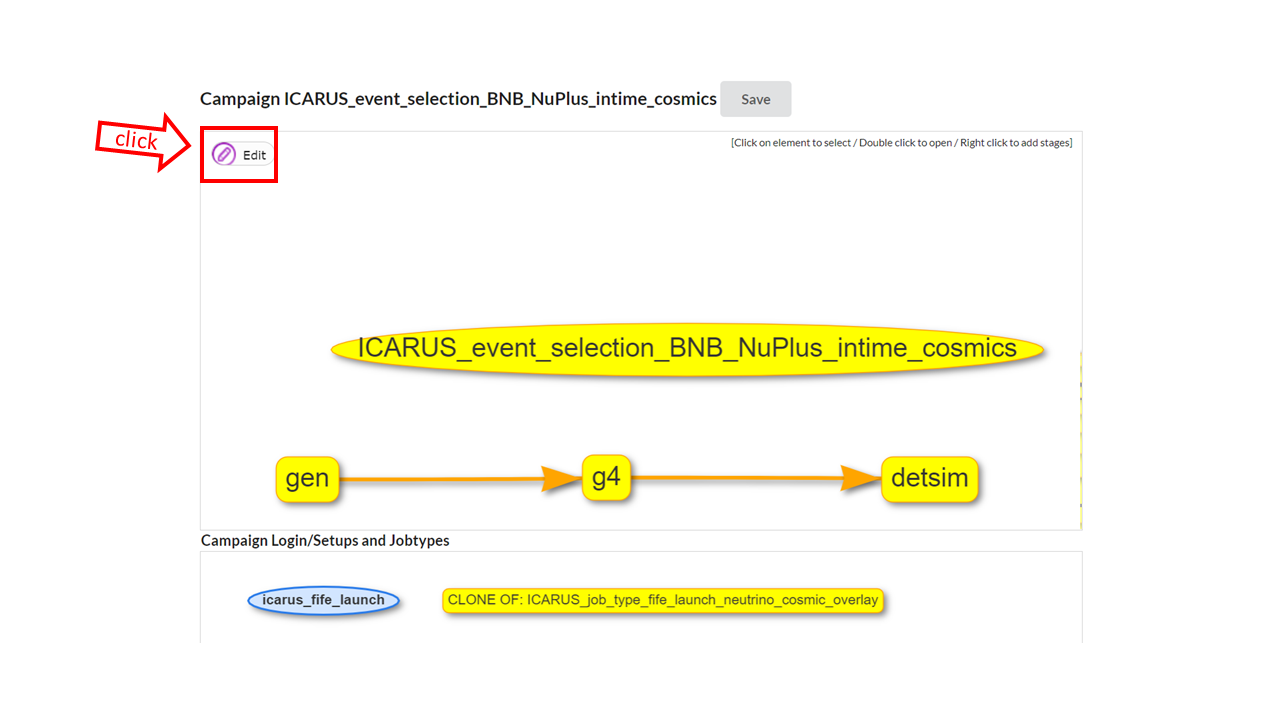 Campaign ICARUS_event_selection_BNB_NuPlus_intime_cosmics Save
click
Edit
[Click on element to select / Double click to open / Right click to add stages]
ICARUS_event_selection_BNB_NuPlus_intime_cosmics
gen g4 detsim
Campaign Login/Setups and Jobtypes
icarus_fife_launch CLONE OF: ICARUS_job_type_fife_launch_neutrino_cosmic_overlay